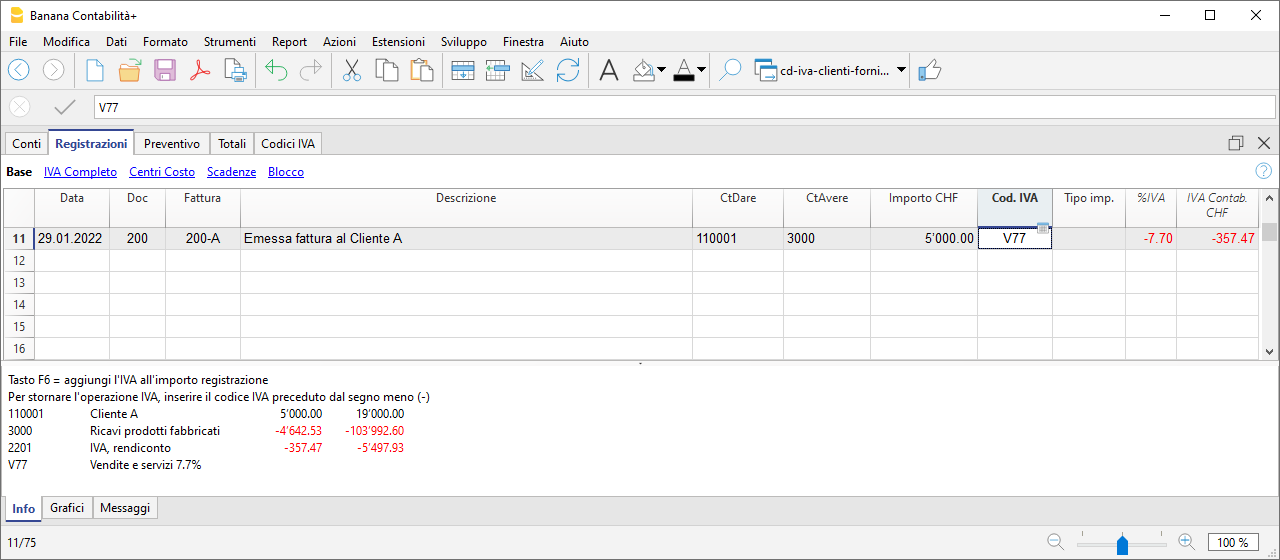 Banana Contabilità+
File Modifica Dati Formato Strumenti Report Azioni Estensioni Sviluppo Finestra Aiuto
cd-iva-clienti-forni...
V77
Conti Registrazioni Preventivo Totali Codici IVA
Base IVA Completo Centri Costo Scadenze Blocco
Data Doc Fattura Descrizione CtDare CtAvere Importo CHF Cod. IVA Tipo imp. %IVA IVA Contab. CHF
11 29.01.2022 200 200-A Emessa fattura al Cliente A 110001 3000 5'000.00 V77 -7.70 -357.47
12
13
14
15
16
Tasto F6 = aggiungi l'IVA all'importo registrazione
Per stornare l'operazione IVA, inserire il codice IVA preceduto dal segno meno (-)
110001 Cliente A 5'000.00 19'000.00
3000 Ricavi prodotti fabbricati -4'642.53 -103'992.60
2201 IVA, rendiconto -357.47 -5'497.93
V77 Vendite e servizi 7.7%
Info Grafici Messaggi
11/75
100 %